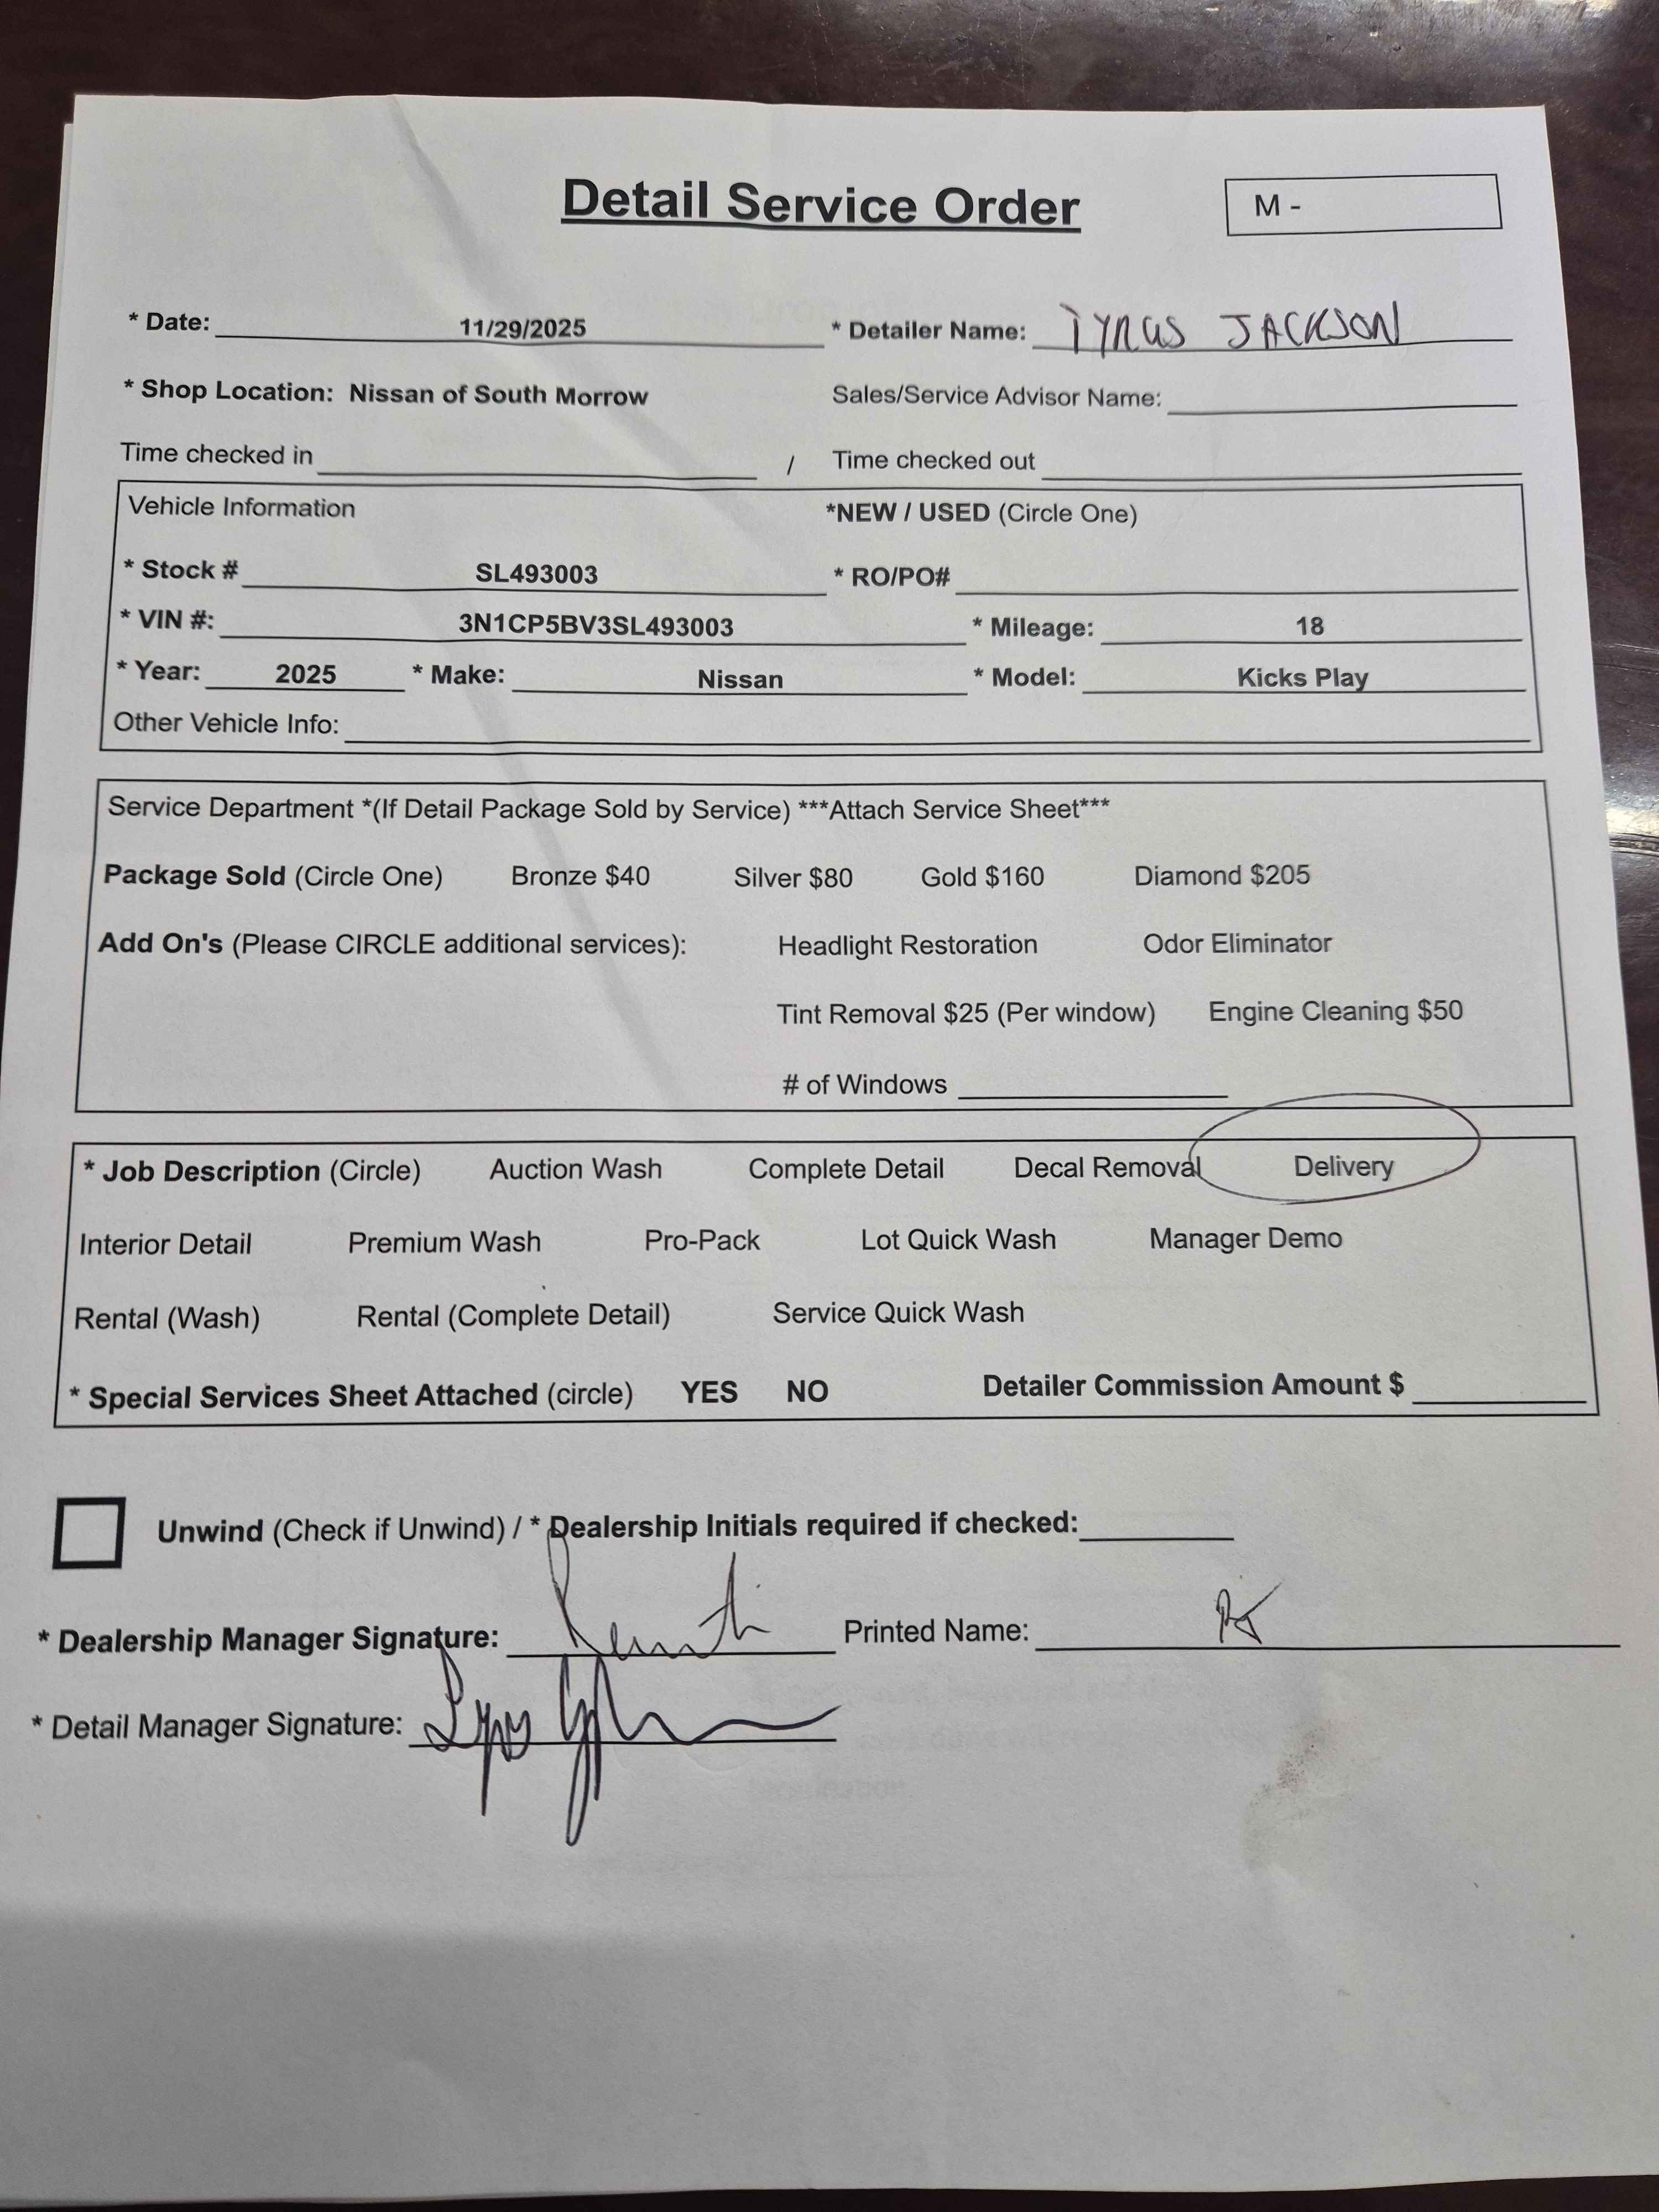 Detail Service Order
M -
* Date: 11/29/2025 * Detailer Name: TYRUS JACKSON
* Shop Location: Nissan of South Morrow Sales/Service Advisor Name:
Time checked in / Time checked out
Vehicle Information *NEW / USED (Circle One)
* Stock # SL493003 * RO/PO#
* VIN #: 3N1CP5BV3SL493003 * Mileage: 18
* Year: 2025 * Make: Nissan * Model: Kicks Play
Other Vehicle Info:
Service Department *(If Detail Package Sold by Service) ***Attach Service Sheet***
Package Sold (Circle One) Bronze $40 Silver $80 Gold $160 Diamond $205
Add On's (Please CIRCLE additional services): Headlight Restoration Odor Eliminator
Tint Removal $25 (Per window) Engine Cleaning $50
# of Windows
* Job Description (Circle) Auction Wash Complete Detail Decal Removal Delivery
Interior Detail Premium Wash Pro-Pack Lot Quick Wash Manager Demo
Rental (Wash) Rental (Complete Detail) Service Quick Wash
* Special Services Sheet Attached (circle) YES NO Detailer Commission Amount $
Unwind (Check if Unwind) / * Dealership Initials required if checked:
* Dealership Manager Signature: Printed Name:
* Detail Manager Signature: